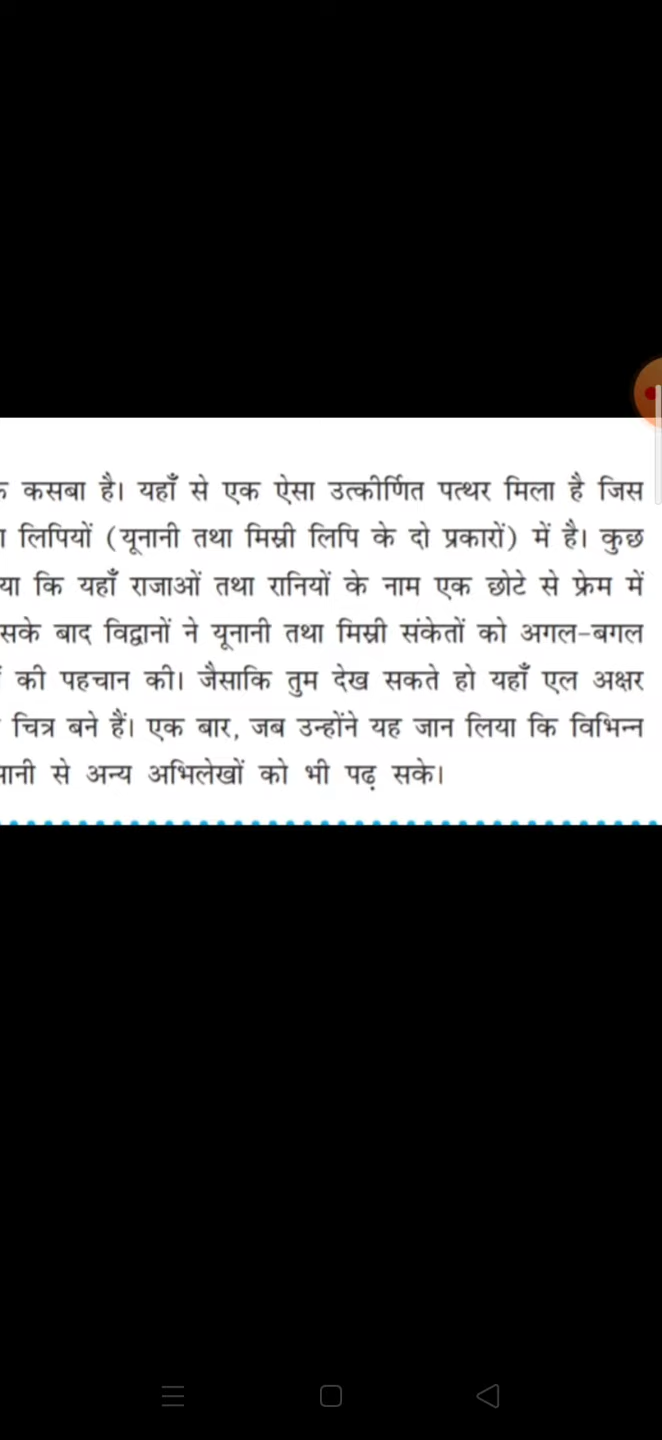 कसबा है। यहाँ से एक ऐसा उत्कीर्णित पत्थर मिला है जिस
लिपियों (यूनानी तथा मिस्री लिपि के दो प्रकारों) में है। कुछ
कि यहाँ राजाओं तथा रानियों के नाम एक छोटे से फ्रेम में
सके बाद विद्वानों ने यूनानी तथा मिस्री संकेतों को अगल-बगल
की पहचान की। जैसाकि तुम देख सकते हो यहाँ एल अक्षर
चित्र बने हैं। एक बार, जब उन्होंने यह जान लिया कि विभिन्न
से अन्य अभिलेखों को भी पढ़ सके।